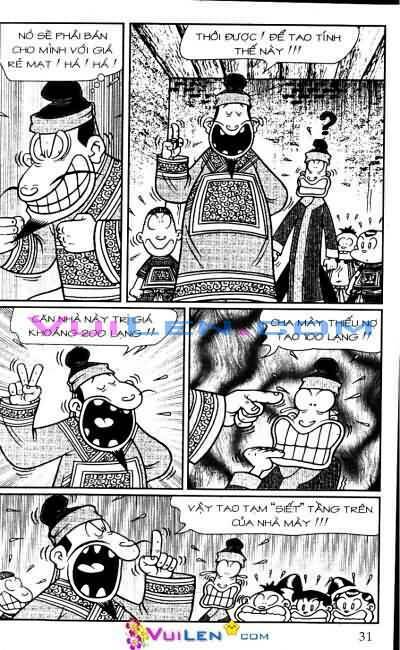 NÓ SẼ PHẢI BÁN
CHO MÌNH VỚI GIÁ
RẺ MẠT ! HÁ ! HÁ !
THÔI ĐƯỢC ! ĐỂ TAO TÍNH
THẾ NÀY !!!
?
CĂN NHÀ NÀY TRỊ GIÁ
KHOẢNG 200 LẠNG !!
CHA MÀY THIẾU NỢ
TAO 100 LẠNG !
VUILEN.COM
VẬY TAO TẠM "SIẾT" TẦNG TRÊN
CỦA NHÀ MÀY !!!
31
VUILEN.COM